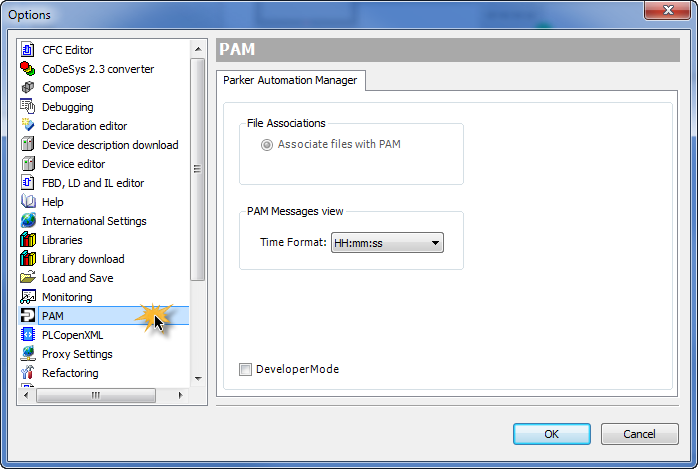 Options
CFC Editor
CoDeSys 2.3 converter
Composer
Debugging
Declaration editor
Device description download
Device editor
FBD, LD and IL editor
Help
International Settings
Libraries
Library download
Load and Save
Monitoring
PAM
PLCopenXML
Proxy Settings
Refactoring
PAM
Parker Automation Manager
File Associations
Associate files with PAM
PAM Messages view
Time Format: HH:mm:ss
DeveloperMode
OK Cancel